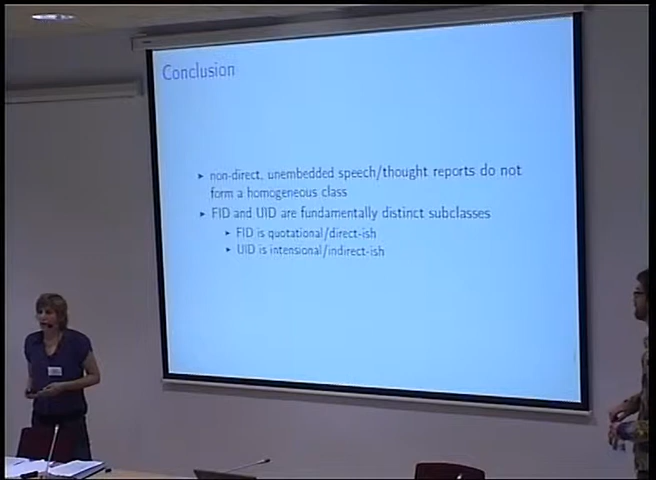 Conclusion
non-direct, unembedded speech/thought reports do not
form a homogeneous class
FID and UID are fundamentally distinct subclasses
FID is quotational/direct-ish
UID is intensional/indirect-ish